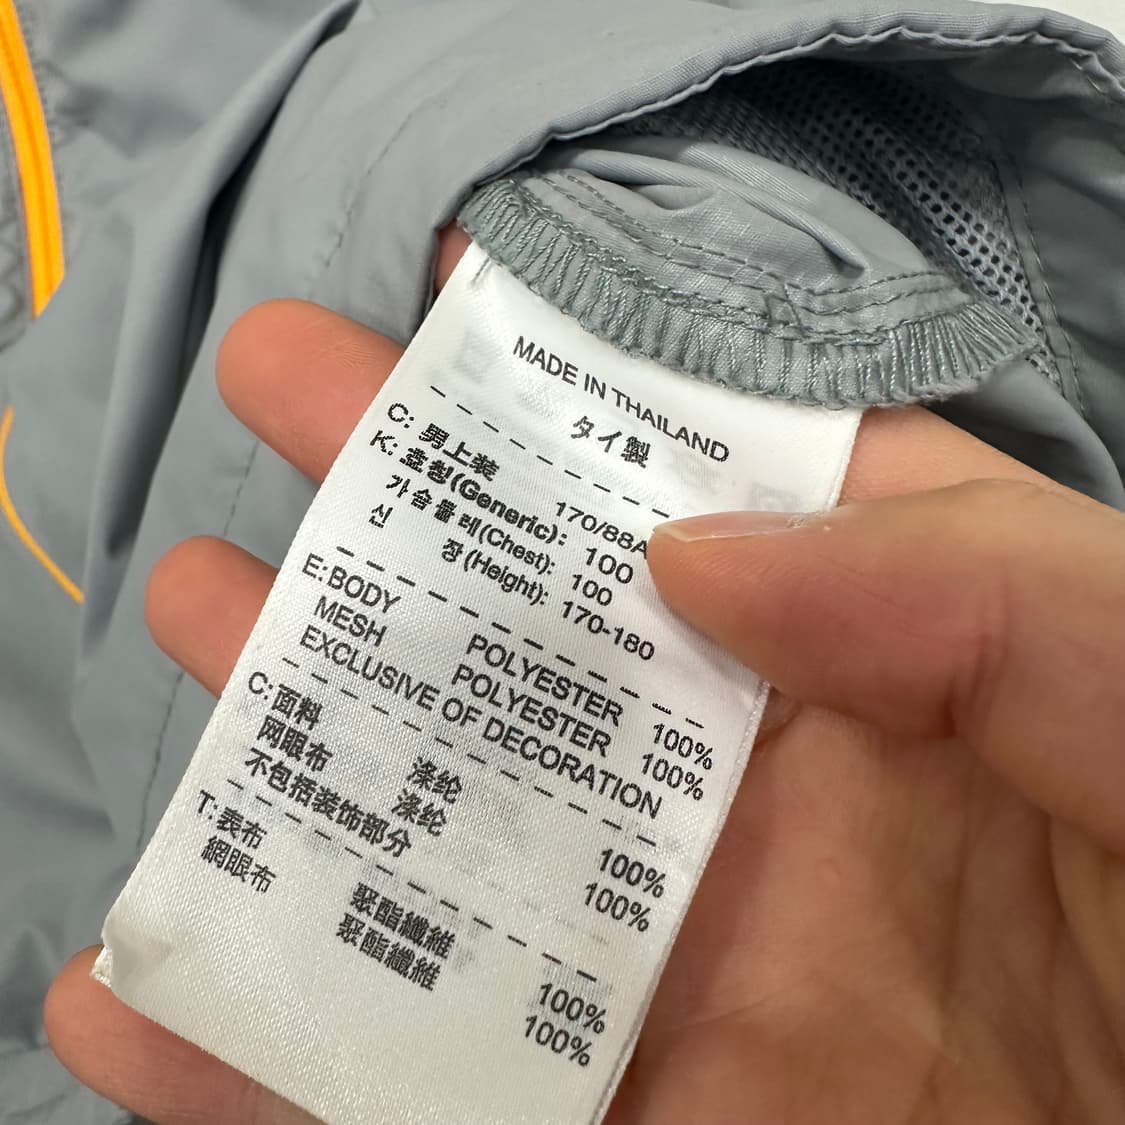 MADE IN THAILAND
タイ製
C: 男上装 170/88A
K: 호칭(Generic): 100
가슴둘레(Chest): 100
신 장(Height): 170-180
E: BODY POLYESTER 100%
MESH POLYESTER 100%
EXCLUSIVE OF DECORATION
C: 面料 涤纶 100%
网眼布 涤纶 100%
不包括装饰部分
T: 表布 聚酯纖維 100%
網眼布 聚酯纖維 100%